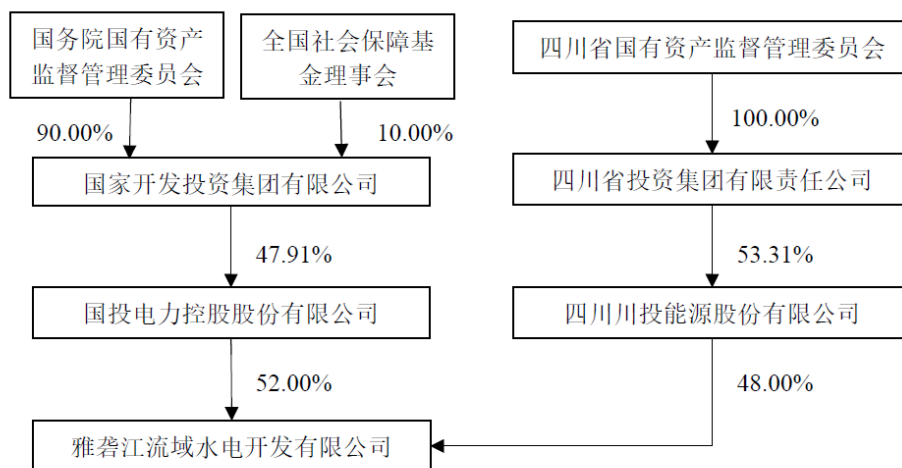 国务院国有资产
监督管理委员会
全国社会保障基
金理事会
四川省国有资产监督管理委员会
90.00%
10.00%
100.00%
国家开发投资集团有限公司
四川省投资集团有限责任公司
47.91%
53.31%
国投电力控股股份有限公司
四川川投能源股份有限公司
52.00%
48.00%
雅砻江流域水电开发有限公司